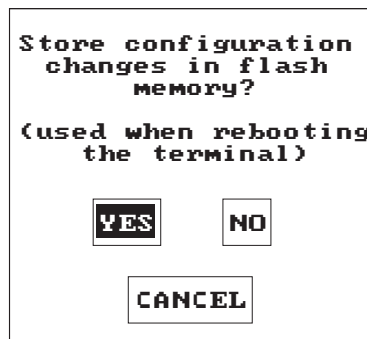 Store configuration
changes in flash
memory?
(used when rebooting
the terminal)
YES NO
CANCEL